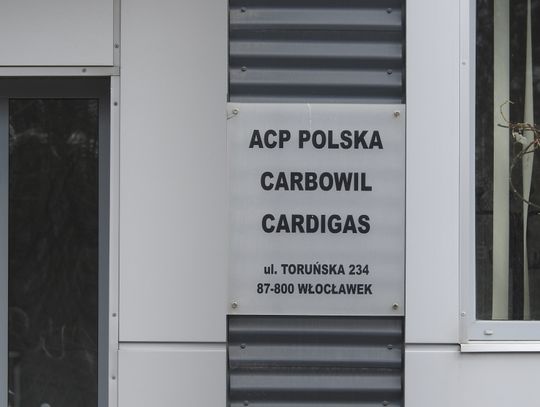 ACP POLSKA
CARBOWIL
CARDIGAS
ul. TORUŃSKA 234
87-800 WŁOCŁAWEK